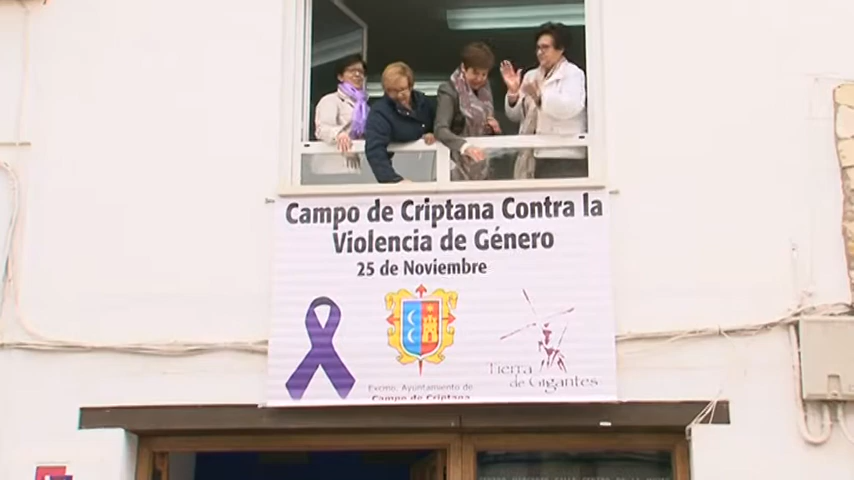 Campo de Criptana Contra la
Violencia de Género
25 de Noviembre
Excmo. Ayuntamiento de
Campo de Criptana
Tierra
de Gigantes